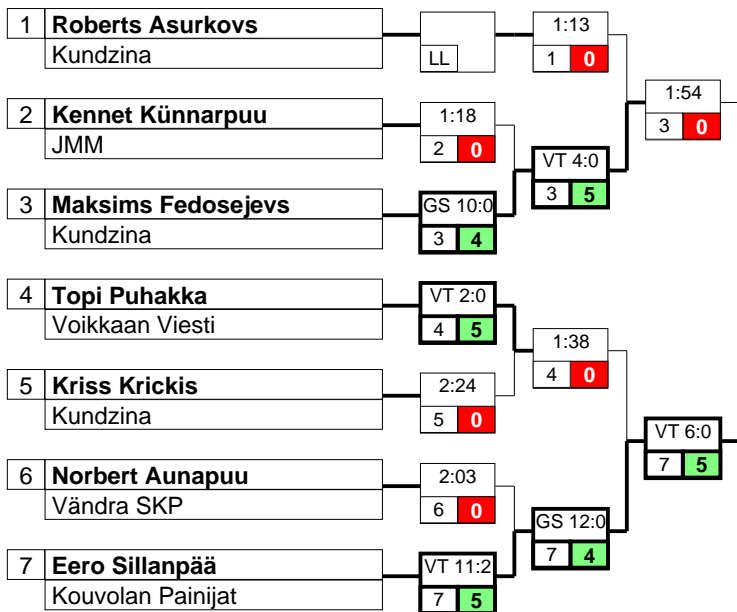 1 Roberts Asurkovs
Kundzina
LL
1:13
1 0
2 Kennet Künnarpuu
JMM
1:18
2 0
3 Maksims Fedosejevs
Kundzina
GS 10:0
3 4
VT 4:0
3 5
1:54
3 0
4 Topi Puhakka
Voikkaan Viesti
VT 2:0
4 5
5 Kriss Krickis
Kundzina
2:24
5 0
1:38
4 0
6 Norbert Aunapuu
Vändra SKP
2:03
6 0
7 Eero Sillanpää
Kouvolan Painijat
VT 11:2
7 5
GS 12:0
7 4
VT 6:0
7 5